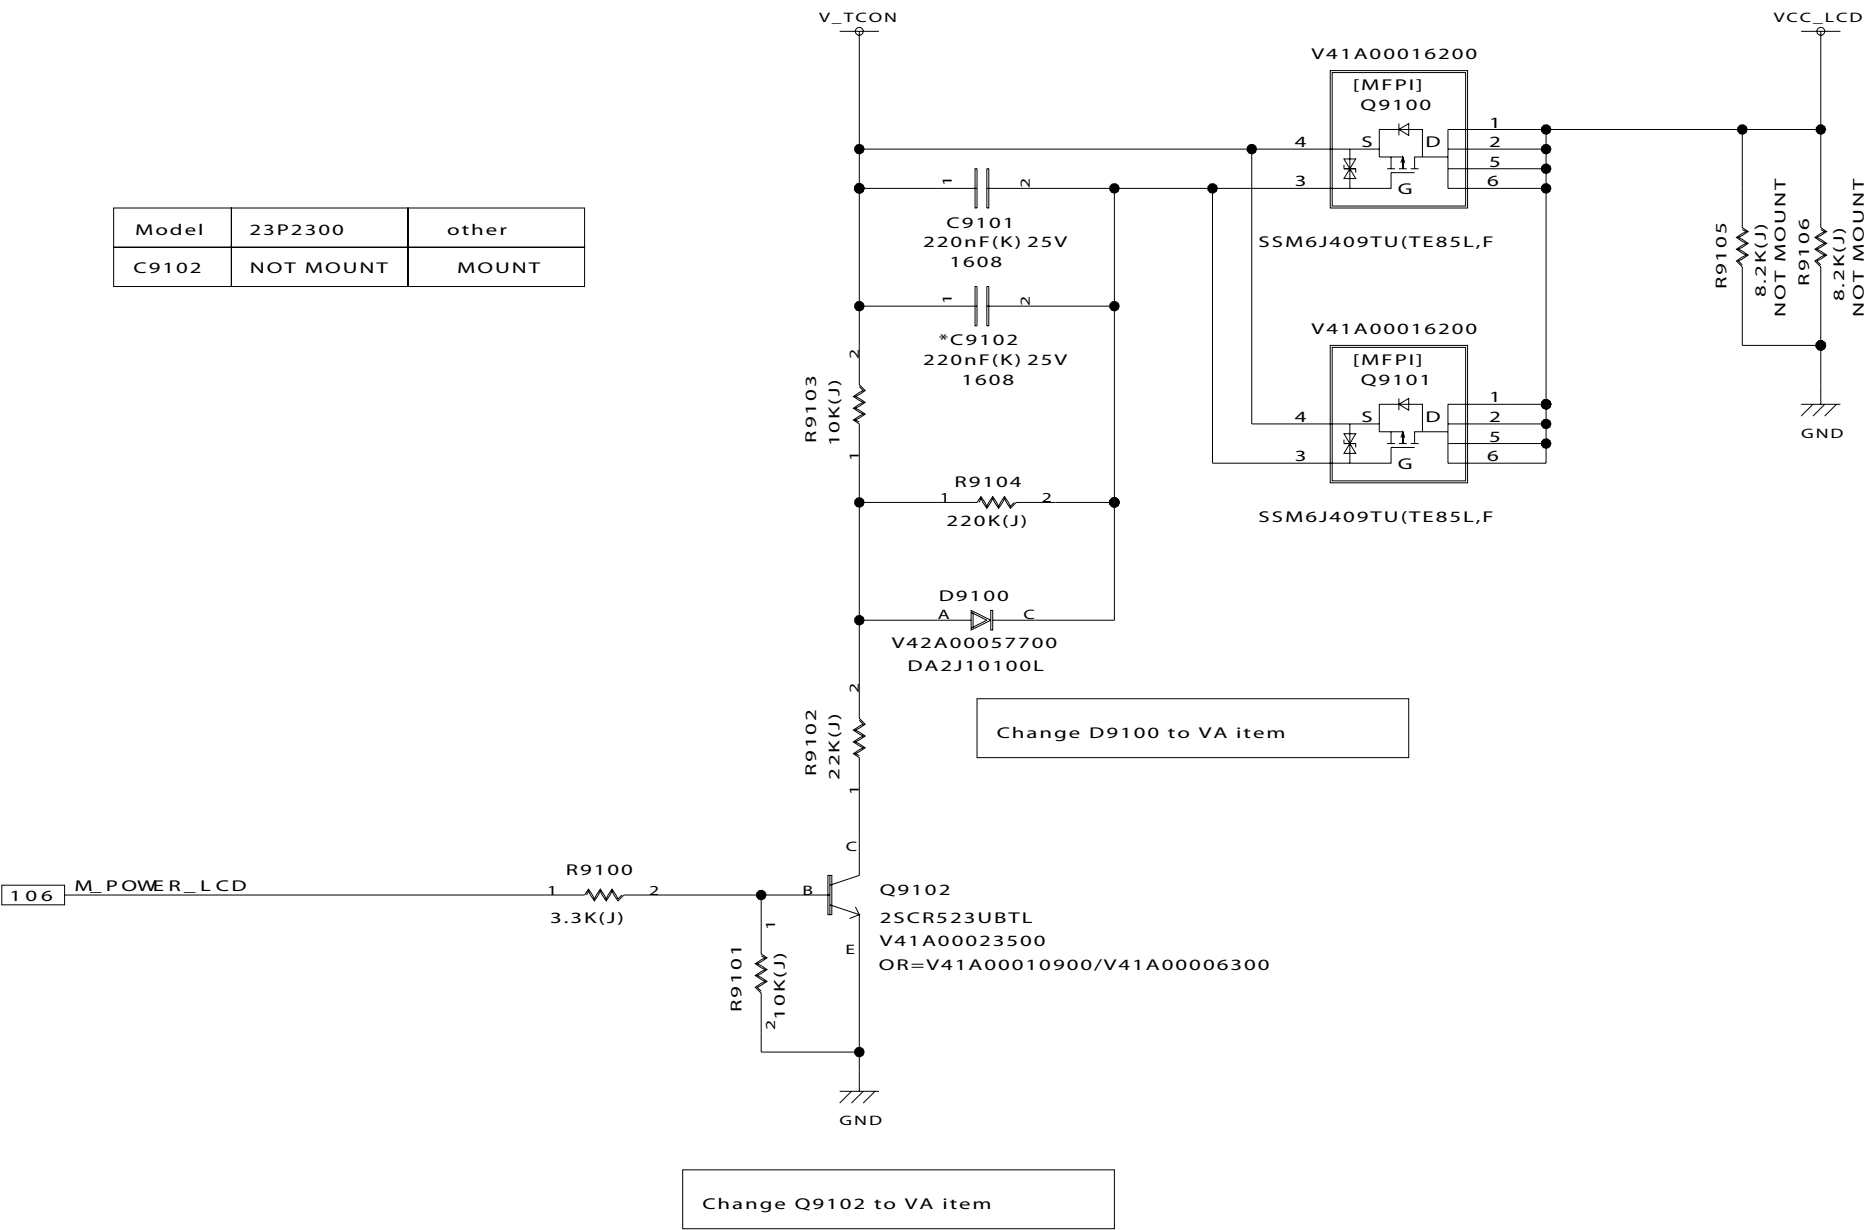 V_TCON
VCC_LCD
V41A00016200
[MFPI]
Q9100
4 S D 1
2
5
3 G 6
SSM6J409TU(TE85L,F
1 2
C9101
220nF(K) 25V
1608
Model 23P2300 other
C9102 NOT MOUNT MOUNT
R9105
8.2K(J)
NOT MOUNT
R9106
8.2K(J)
NOT MOUNT
GND
1 2
*C9102
220nF(K) 25V
1608
V41A00016200
[MFPI]
Q9101
4 S D 1
2
5
3 G 6
SSM6J409TU(TE85L,F
2
R9103
10K(J)
1
R9104
1 2
220K(J)
D9100
A C
V42A00057700
DA2J10100L
2
R9102
22K(J)
1
Change D9100 to VA item
C
106 M_POWER_LCD
R9100
1 2
3.3K(J)
B
Q9102
2SCR523UBTL
V41A00023500
OR=V41A00010900/V41A00006300
E
1
R9101
10K(J)
2
GND
Change Q9102 to VA item